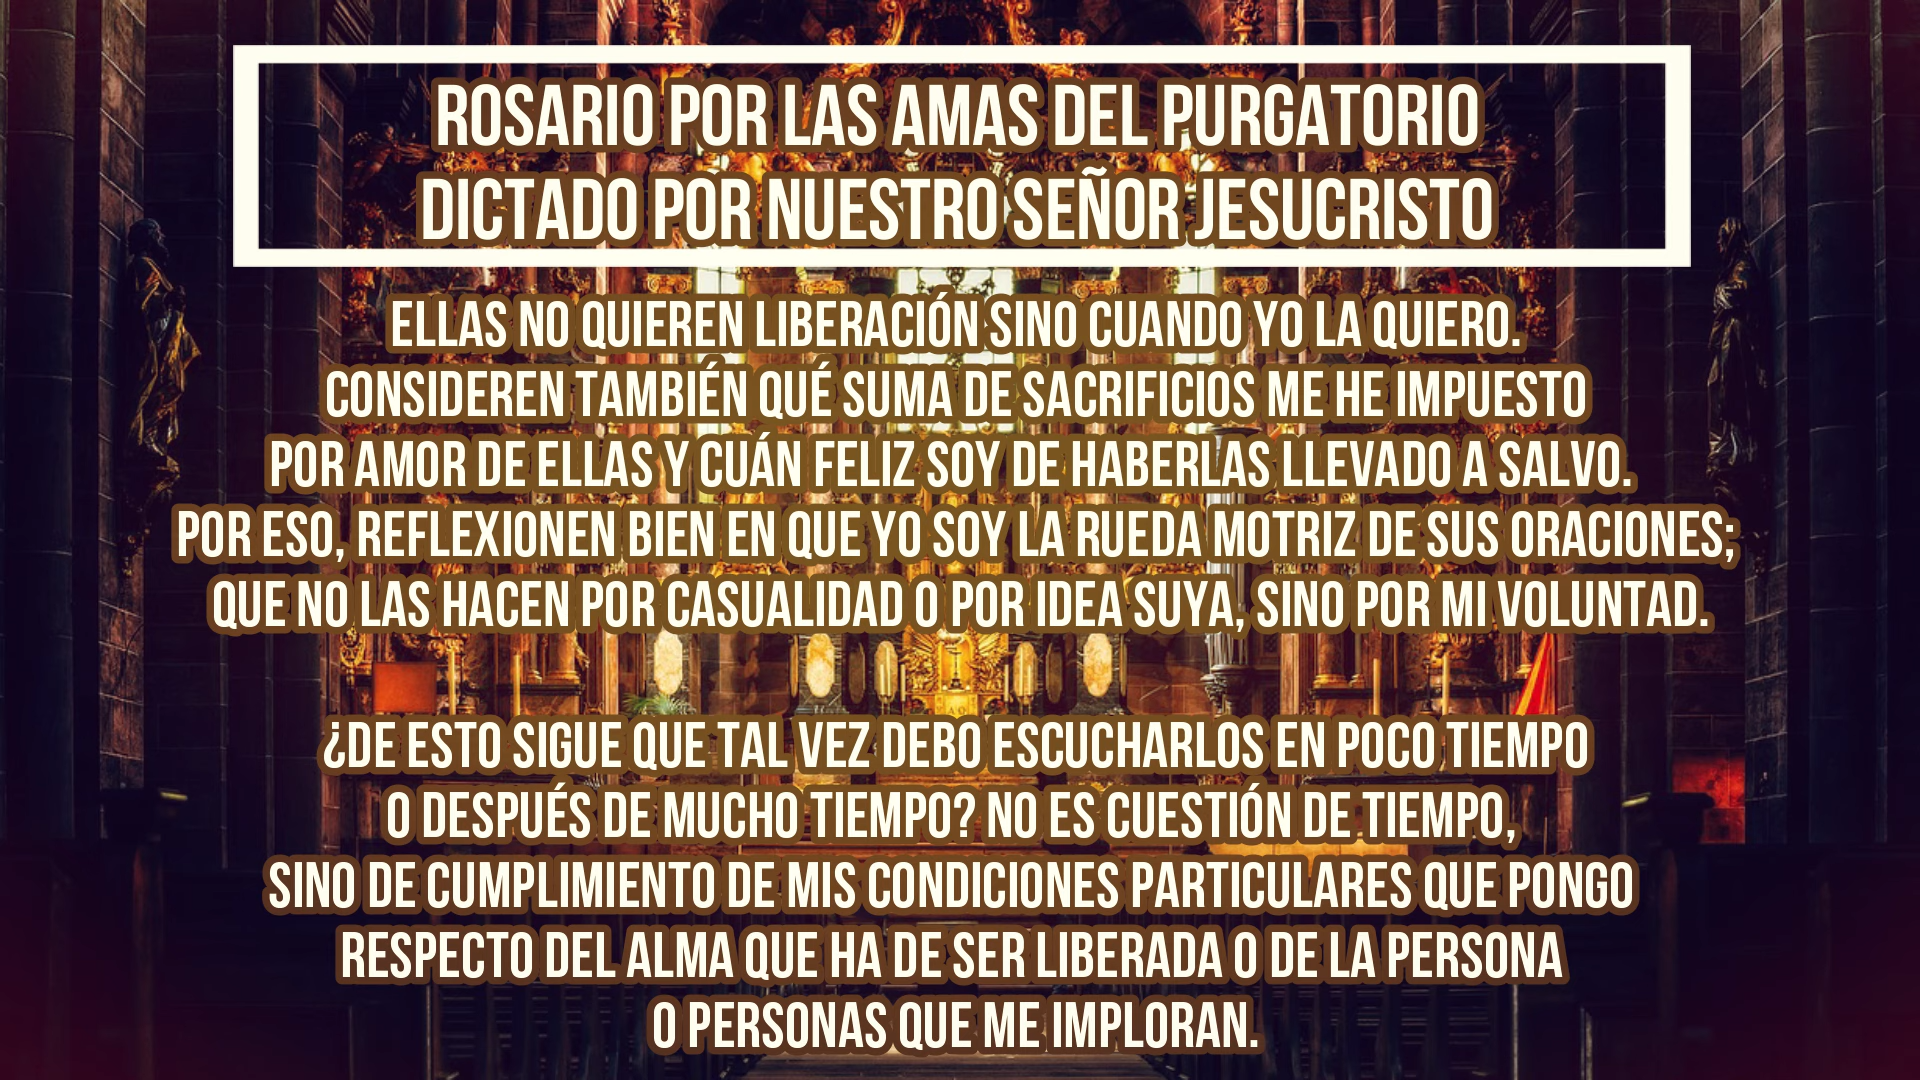 ROSARIO POR LAS AMAS DEL PURGATORIO
DICTADO POR NUESTRO SEÑOR JESUCRISTO
ELLAS NO QUIEREN LIBERACIÓN SINO CUANDO YO LA QUIERO.
CONSIDEREN TAMBIÉN QUÉ SUMA DE SACRIFICIOS ME HE IMPUESTO
POR AMOR DE ELLAS Y CUÁN FELIZ SOY DE HABERLAS LLEVADO A SALVO.
POR ESO, REFLEXIONEN BIEN EN QUE YO SOY LA RUEDA MOTRIZ DE SUS ORACIONES;
QUE NO LAS HACEN POR CASUALIDAD O POR IDEA SUYA, SINO POR MI VOLUNTAD.
¿DE ESTO SIGUE QUE TAL VEZ DEBO ESCUCHARLOS EN POCO TIEMPO
O DESPUÉS DE MUCHO TIEMPO? NO ES CUESTIÓN DE TIEMPO,
SINO DE CUMPLIMIENTO DE MIS CONDICIONES PARTICULARES QUE PONGO
RESPECTO DEL ALMA QUE HA DE SER LIBERADA O DE LA PERSONA
O PERSONAS QUE ME IMPLORAN.